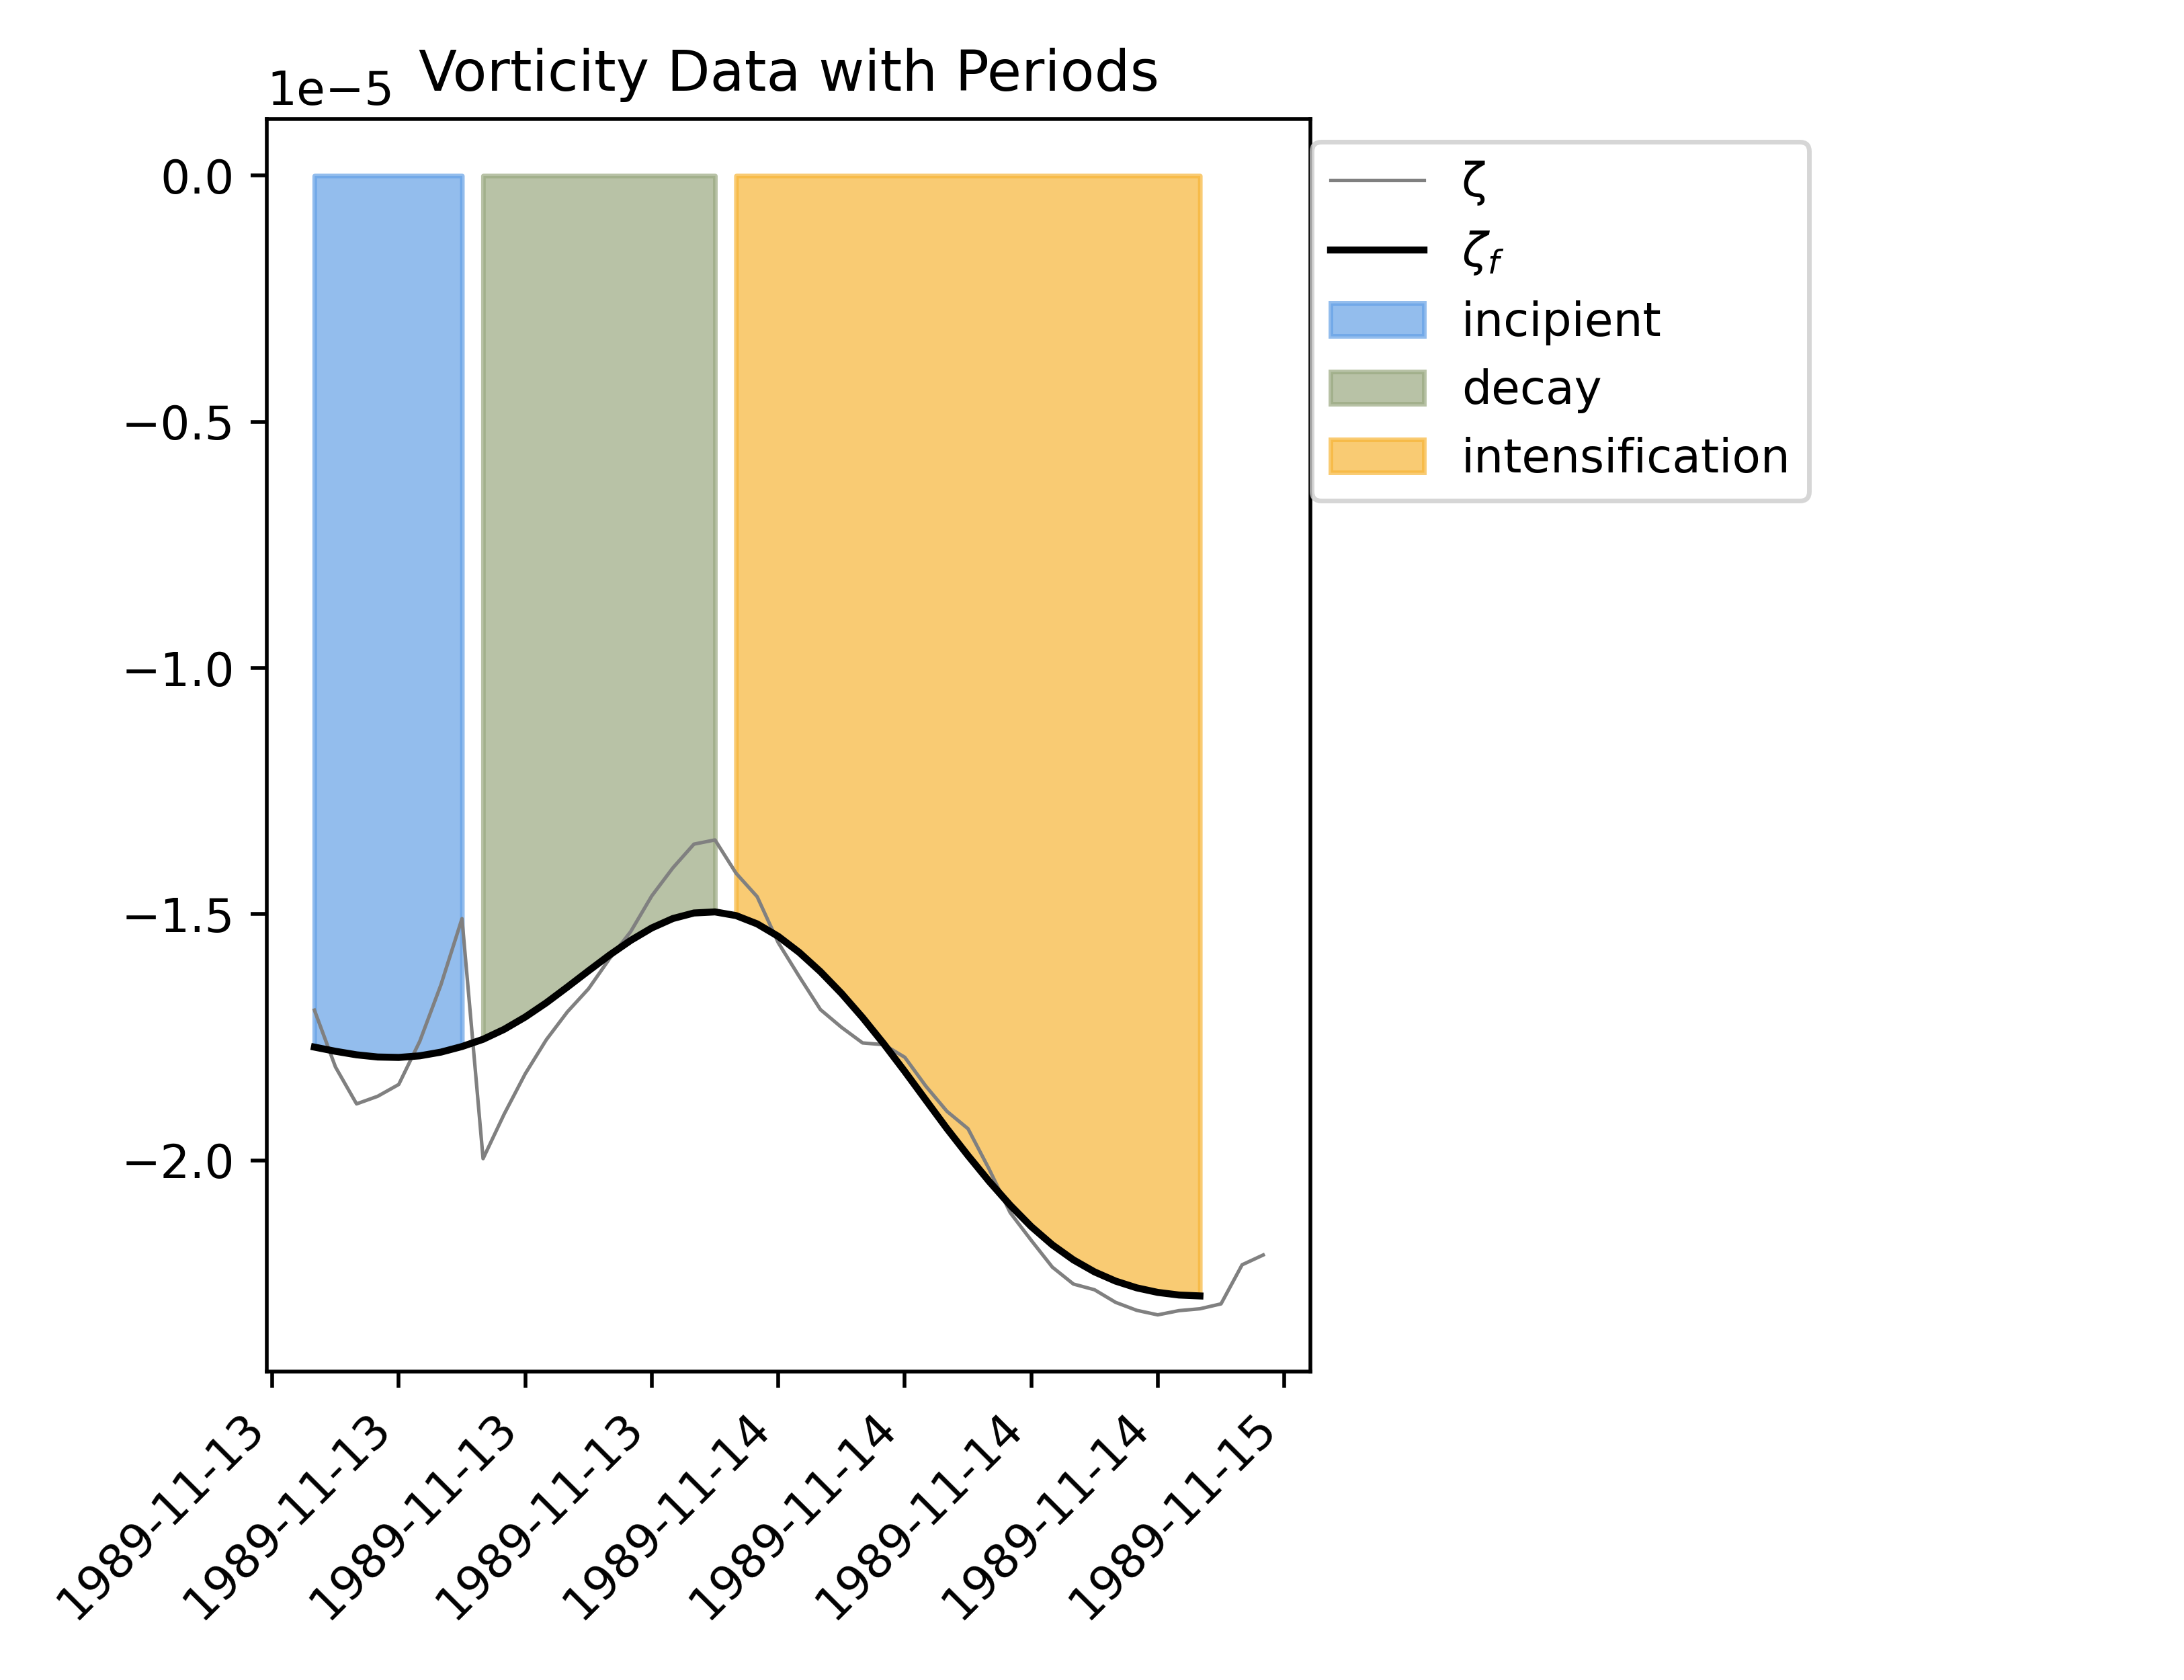 Vorticity Data with Periods
1e−5
0.0
−0.5
−1.0
−1.5
−2.0
1989-11-13
1989-11-13
1989-11-13
1989-11-13
1989-11-14
1989-11-14
1989-11-14
1989-11-14
1989-11-15
ζ
ζf
incipient
decay
intensification